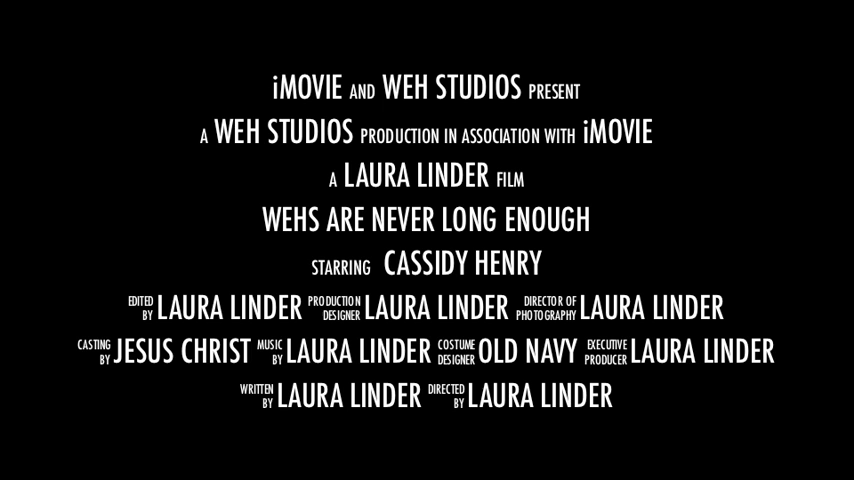 iMOVIE AND WEH STUDIOS PRESENT
A WEH STUDIOS PRODUCTION IN ASSOCIATION WITH iMOVIE
A LAURA LINDER FILM
WEHS ARE NEVER LONG ENOUGH
STARRING CASSIDY HENRY
EDITED BY LAURA LINDER PRODUCTION DESIGNER LAURA LINDER DIRECTOR OF PHOTOGRAPHY LAURA LINDER
CASTING BY JESUS CHRIST MUSIC BY LAURA LINDER COSTUME DESIGNER OLD NAVY EXECUTIVE PRODUCER LAURA LINDER
WRITTEN BY LAURA LINDER DIRECTED BY LAURA LINDER